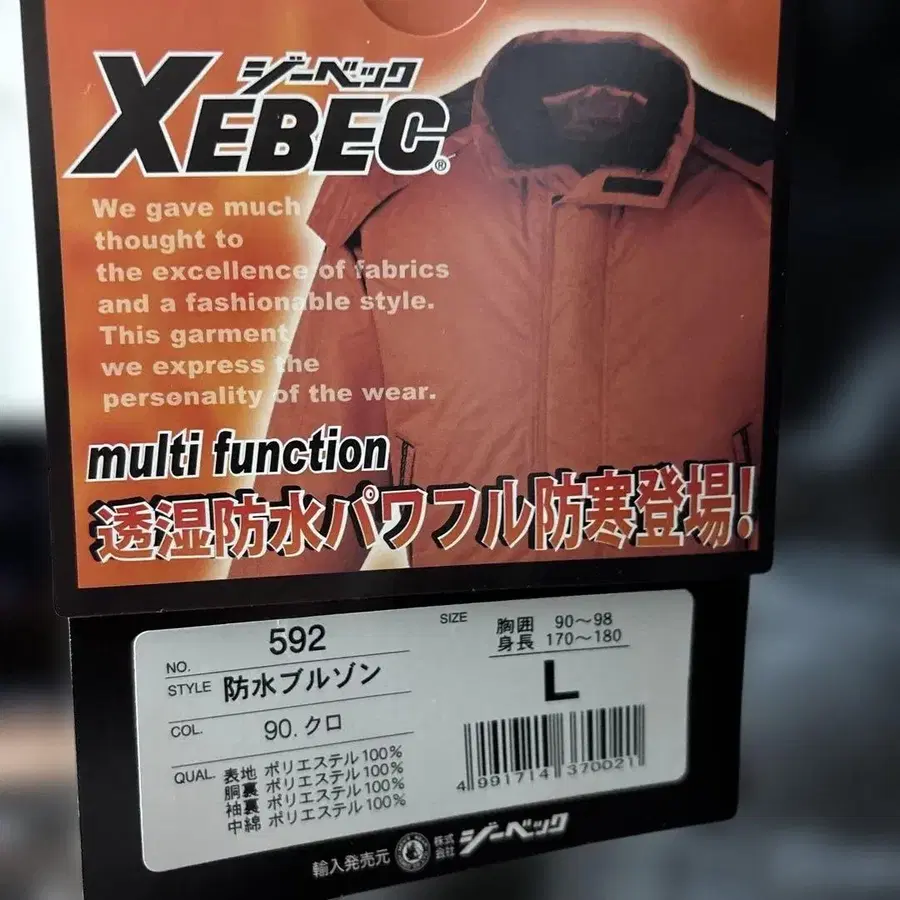 ジーベック
XEBEC®
We gave much
thought to
the excellence of fabrics
and a fashionable style.
This garment
we express the
personality of the wear.
multi function
透湿防水パワフル防寒登場!
NO. 592
STYLE 防水ブルゾン
COL. 90.クロ
QUAL. 表地 ポリエステル100%
胴裏 ポリエステル100%
袖裏 ポリエステル100%
中綿 ポリエステル100%
SIZE 胸囲 90～98
身長 170～180
L
4 991714 370021
輸入発売元 株式会社 ジーベック